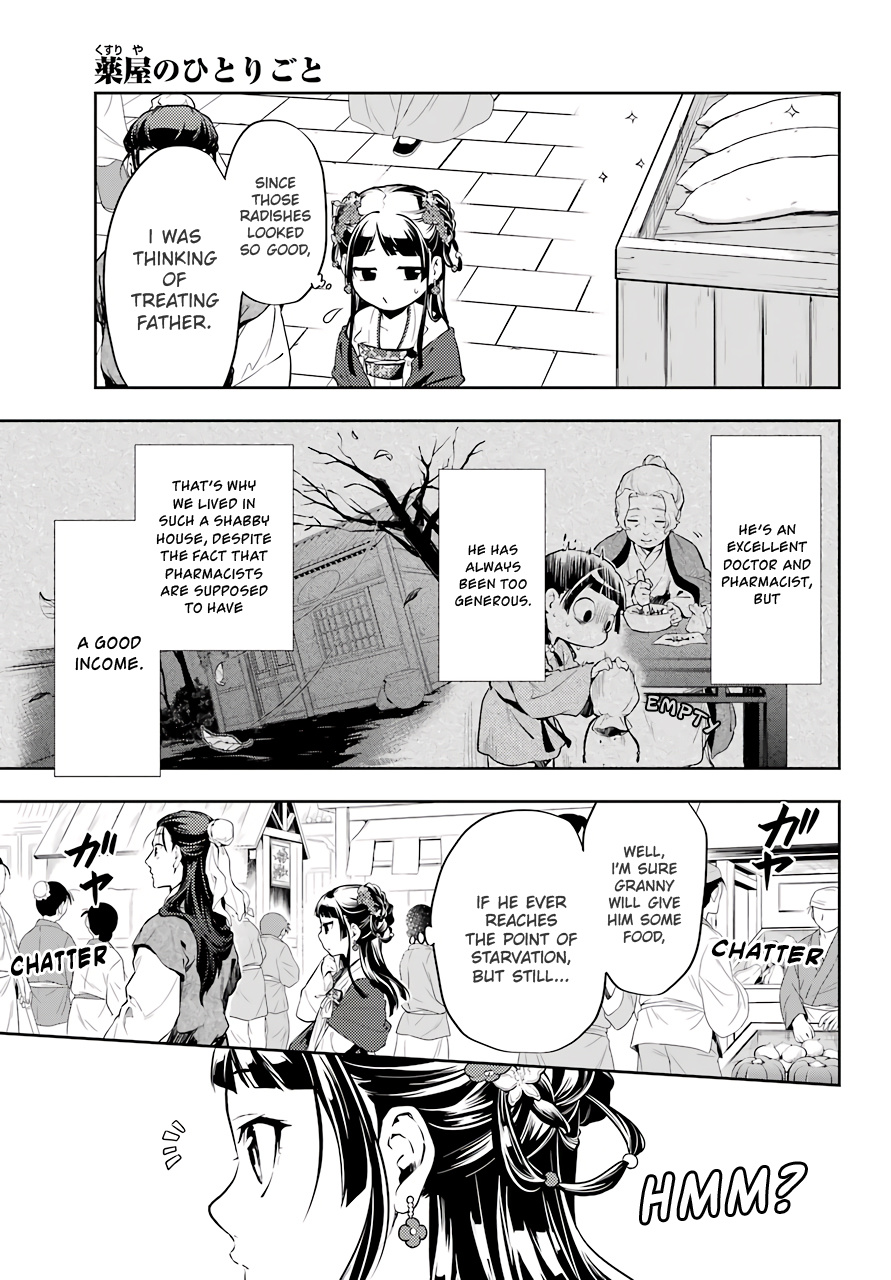 くすり や
薬屋のひとりごと
SINCE
THOSE
RADISHES
LOOKED
SO GOOD,
I WAS
THINKING
OF
TREATING
FATHER.
HE'S AN
EXCELLENT
DOCTOR AND
PHARMACIST,
BUT
HE HAS
ALWAYS
BEEN TOO
GENEROUS.
EMPTY
THAT'S WHY
WE LIVED IN
SUCH A SHABBY
HOUSE, DESPITE
THE FACT THAT
PHARMACISTS
ARE SUPPOSED
TO HAVE
A GOOD
INCOME.
ガヤ
CHATTER
WELL,
I'M SURE
GRANNY
WILL GIVE
HIM SOME
FOOD,
IF HE EVER
REACHES
THE POINT OF
STARVATION,
BUT STILL...
ガヤ
CHATTER
HMM?